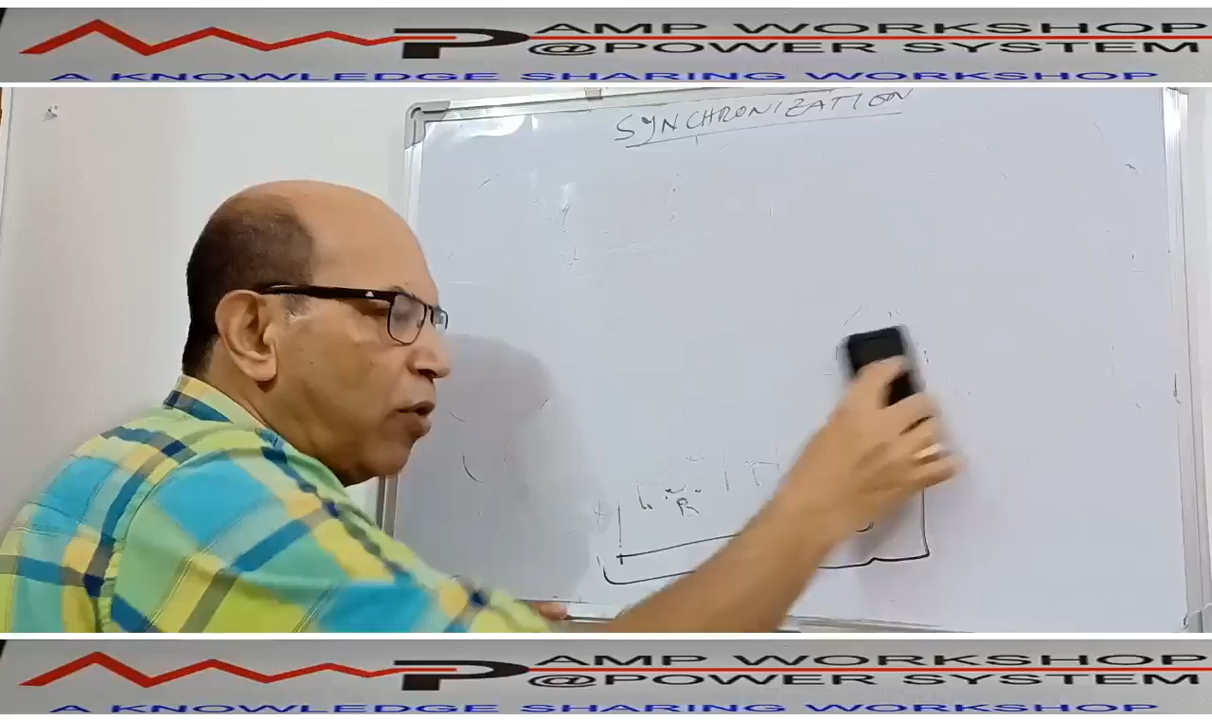 AMP WORKSHOP
@POWER SYSTEM
A KNOWLEDGE SHARING WORKSHOP
SYNCHRONIZATION
AMP WORKSHOP
@POWER SYSTEM
A KNOWLEDGE SHARING WORKSHOP